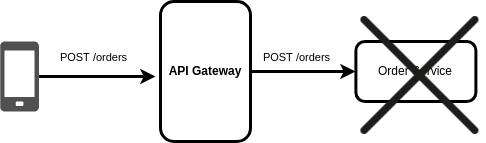 POST /orders
API Gateway
POST /orders
Order Service